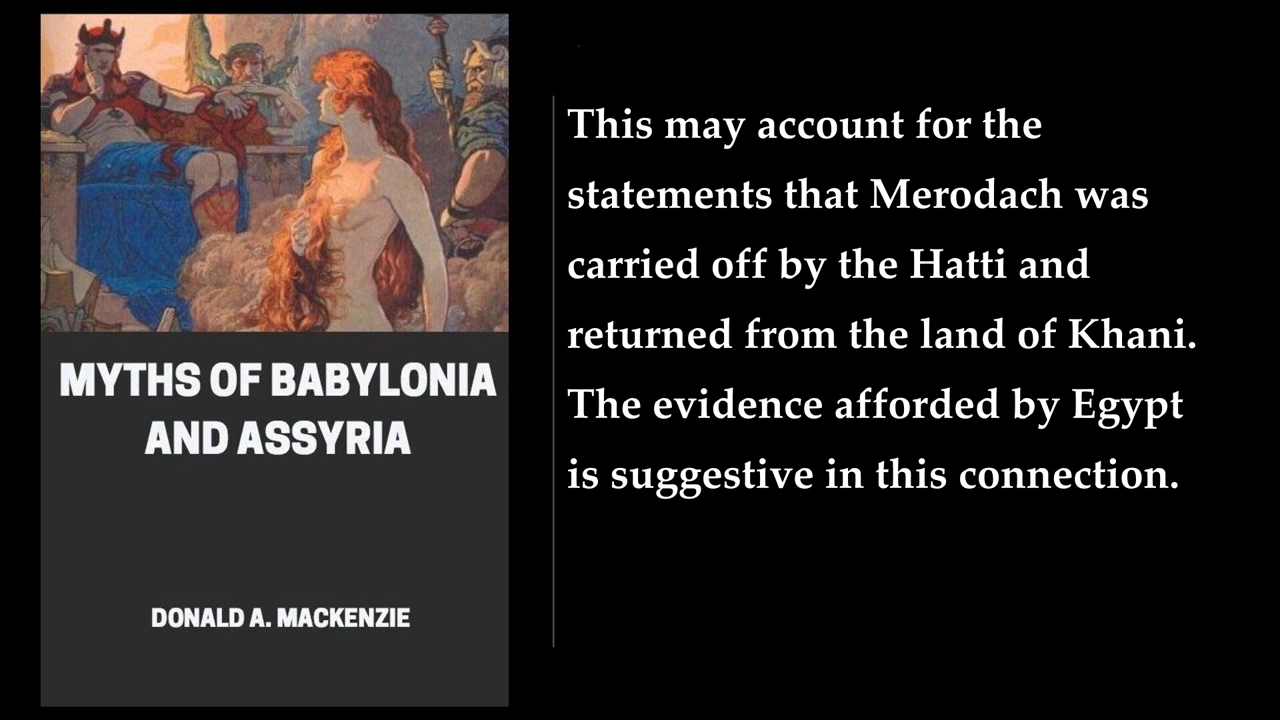 MYTHS OF BABYLONIA
AND ASSYRIA
DONALD A. MACKENZIE
This may account for the
statements that Merodach was
carried off by the Hatti and
returned from the land of Khani.
The evidence afforded by Egypt
is suggestive in this connection.